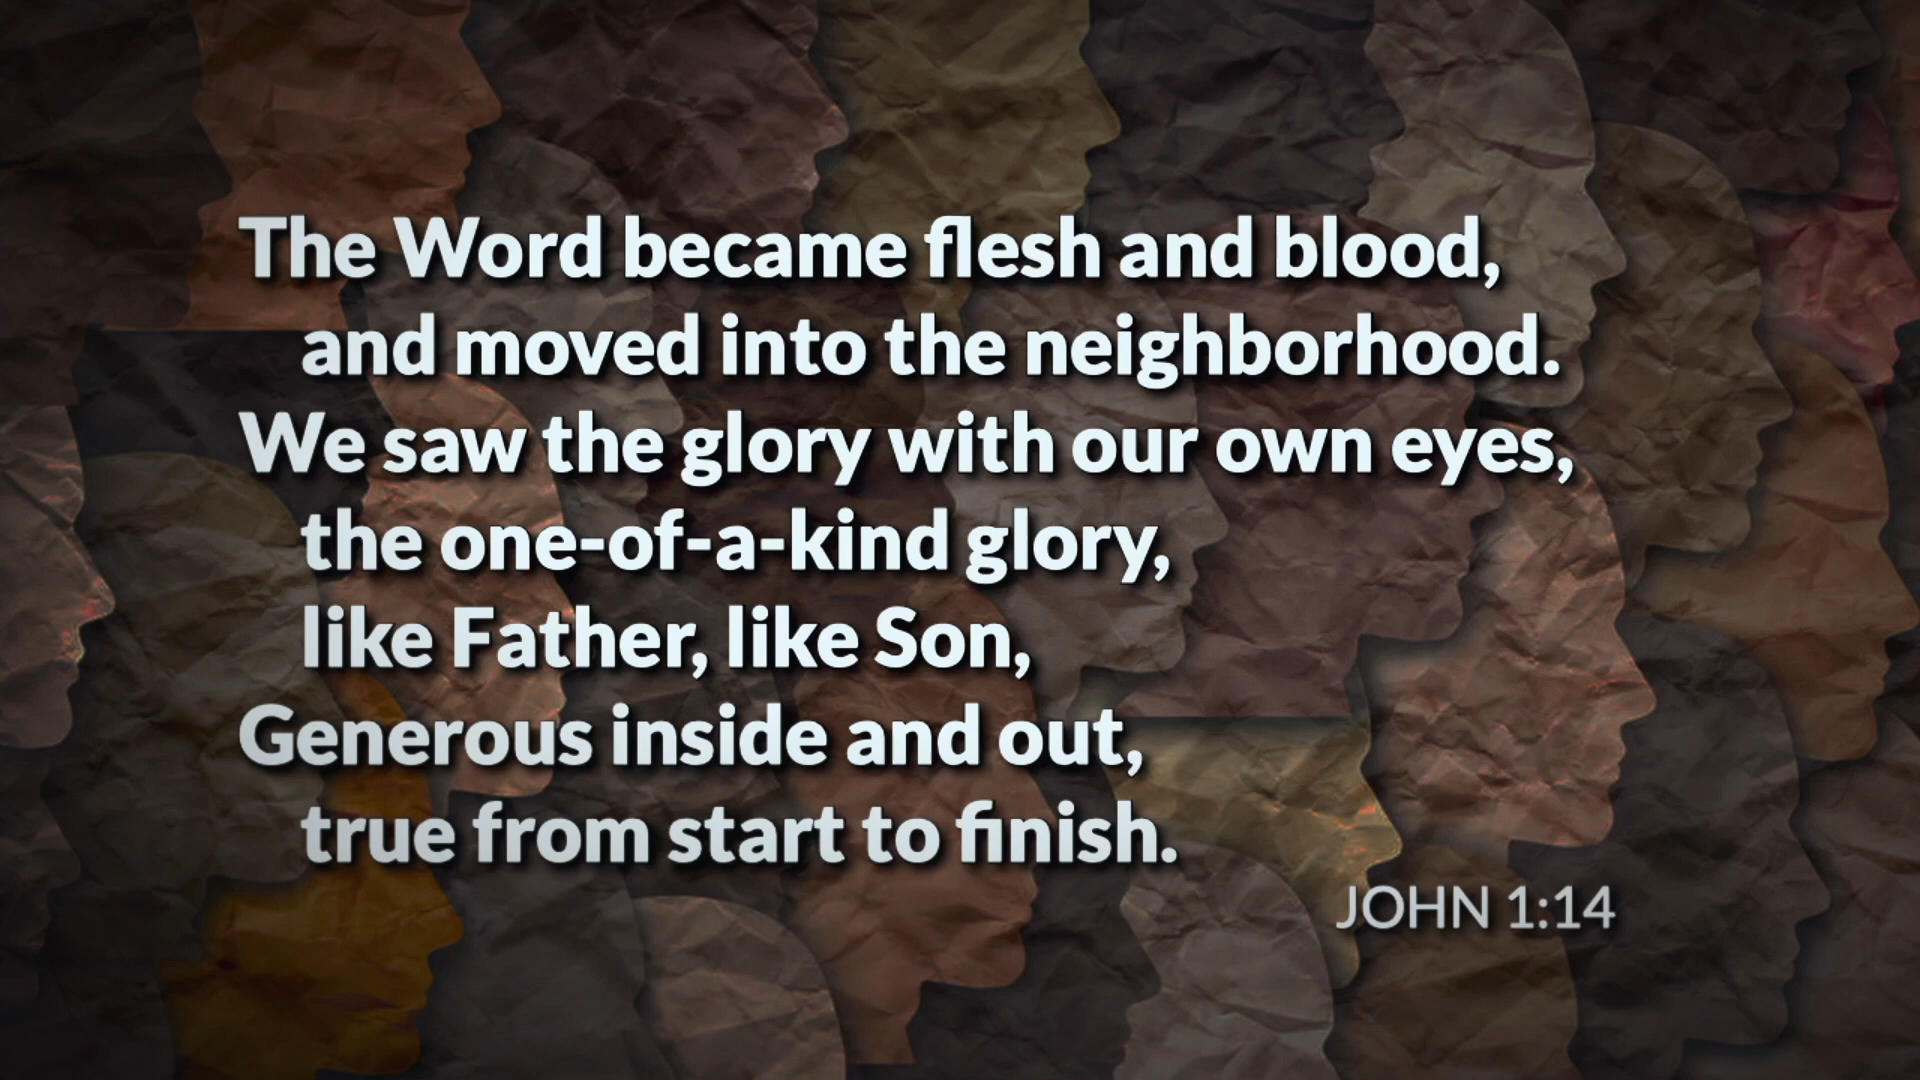 The Word became flesh and blood,
and moved into the neighborhood.
We saw the glory with our own eyes,
the one-of-a-kind glory,
like Father, like Son,
Generous inside and out,
true from start to finish.
JOHN 1:14